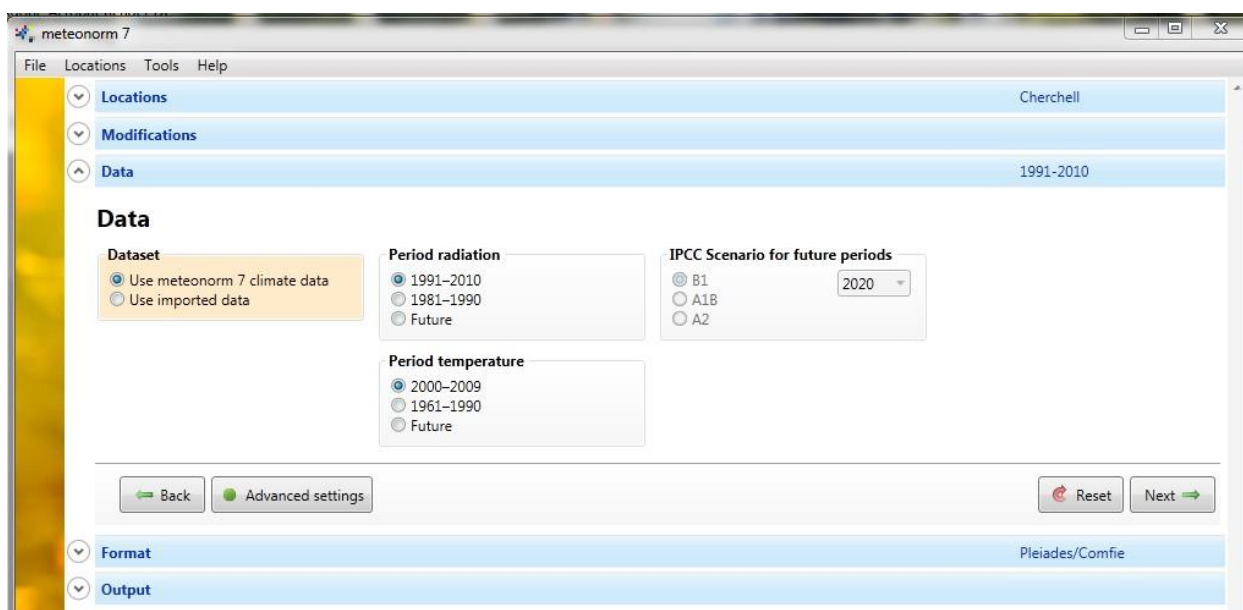 meteonorm 7
File Locations Tools Help
Locations Cherchell
Modifications
Data 1991-2010
Data
Dataset
Use meteonorm 7 climate data
Use imported data
Period radiation
1991–2010
1981–1990
Future
IPCC Scenario for future periods
B1
A1B
A2
2020
Period temperature
2000–2009
1961–1990
Future
Back Advanced settings Reset Next
Format Pleiades/Comfie
Output